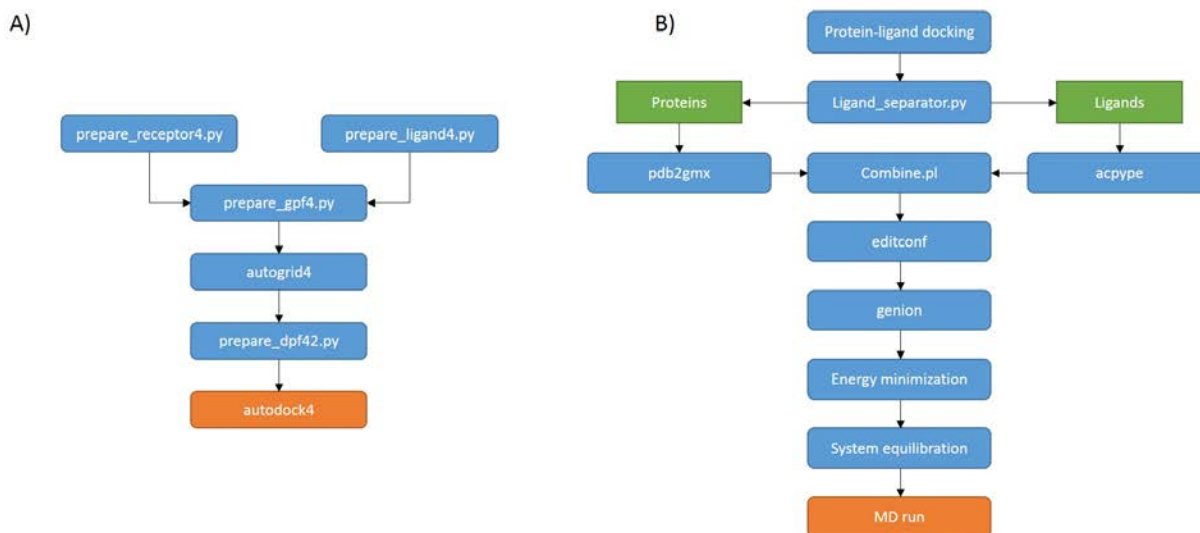 A)
prepare_receptor4.py
prepare_ligand4.py
prepare_gpf4.py
autogrid4
prepare_dpf42.py
autodock4
B)
Protein-ligand docking
Proteins
Ligand_separator.py
Ligands
pdb2gmx
Combine.pl
acpype
editconf
genion
Energy minimization
System equilibration
MD run